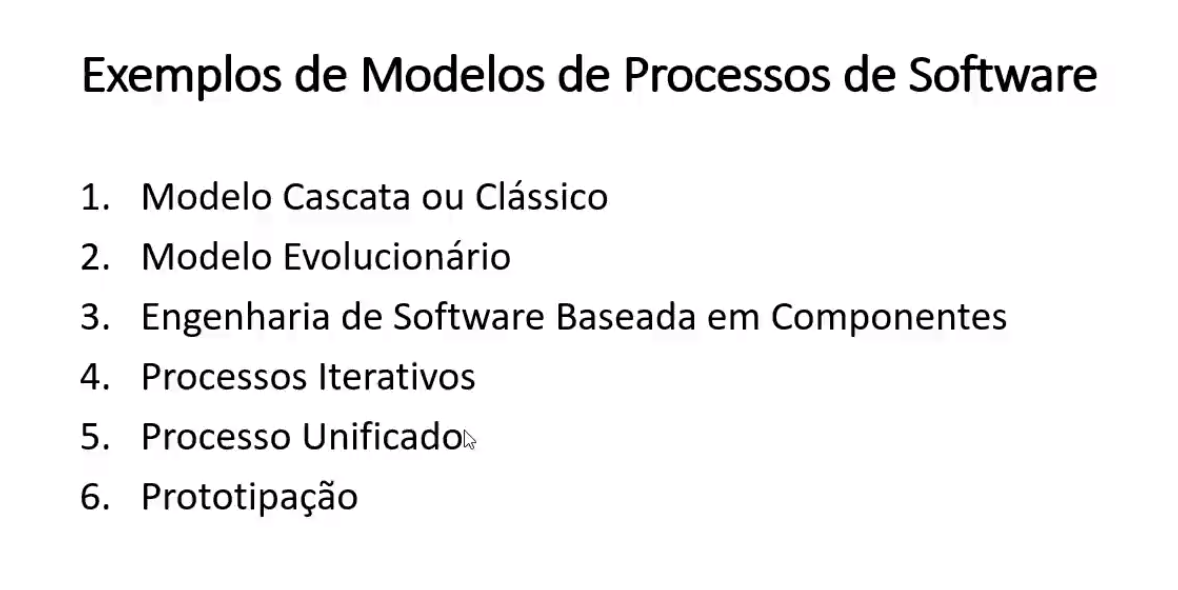 Exemplos de Modelos de Processos de Software
1. Modelo Cascata ou Clássico
2. Modelo Evolucionário
3. Engenharia de Software Baseada em Componentes
4. Processos Iterativos
5. Processo Unificado
6. Prototipação